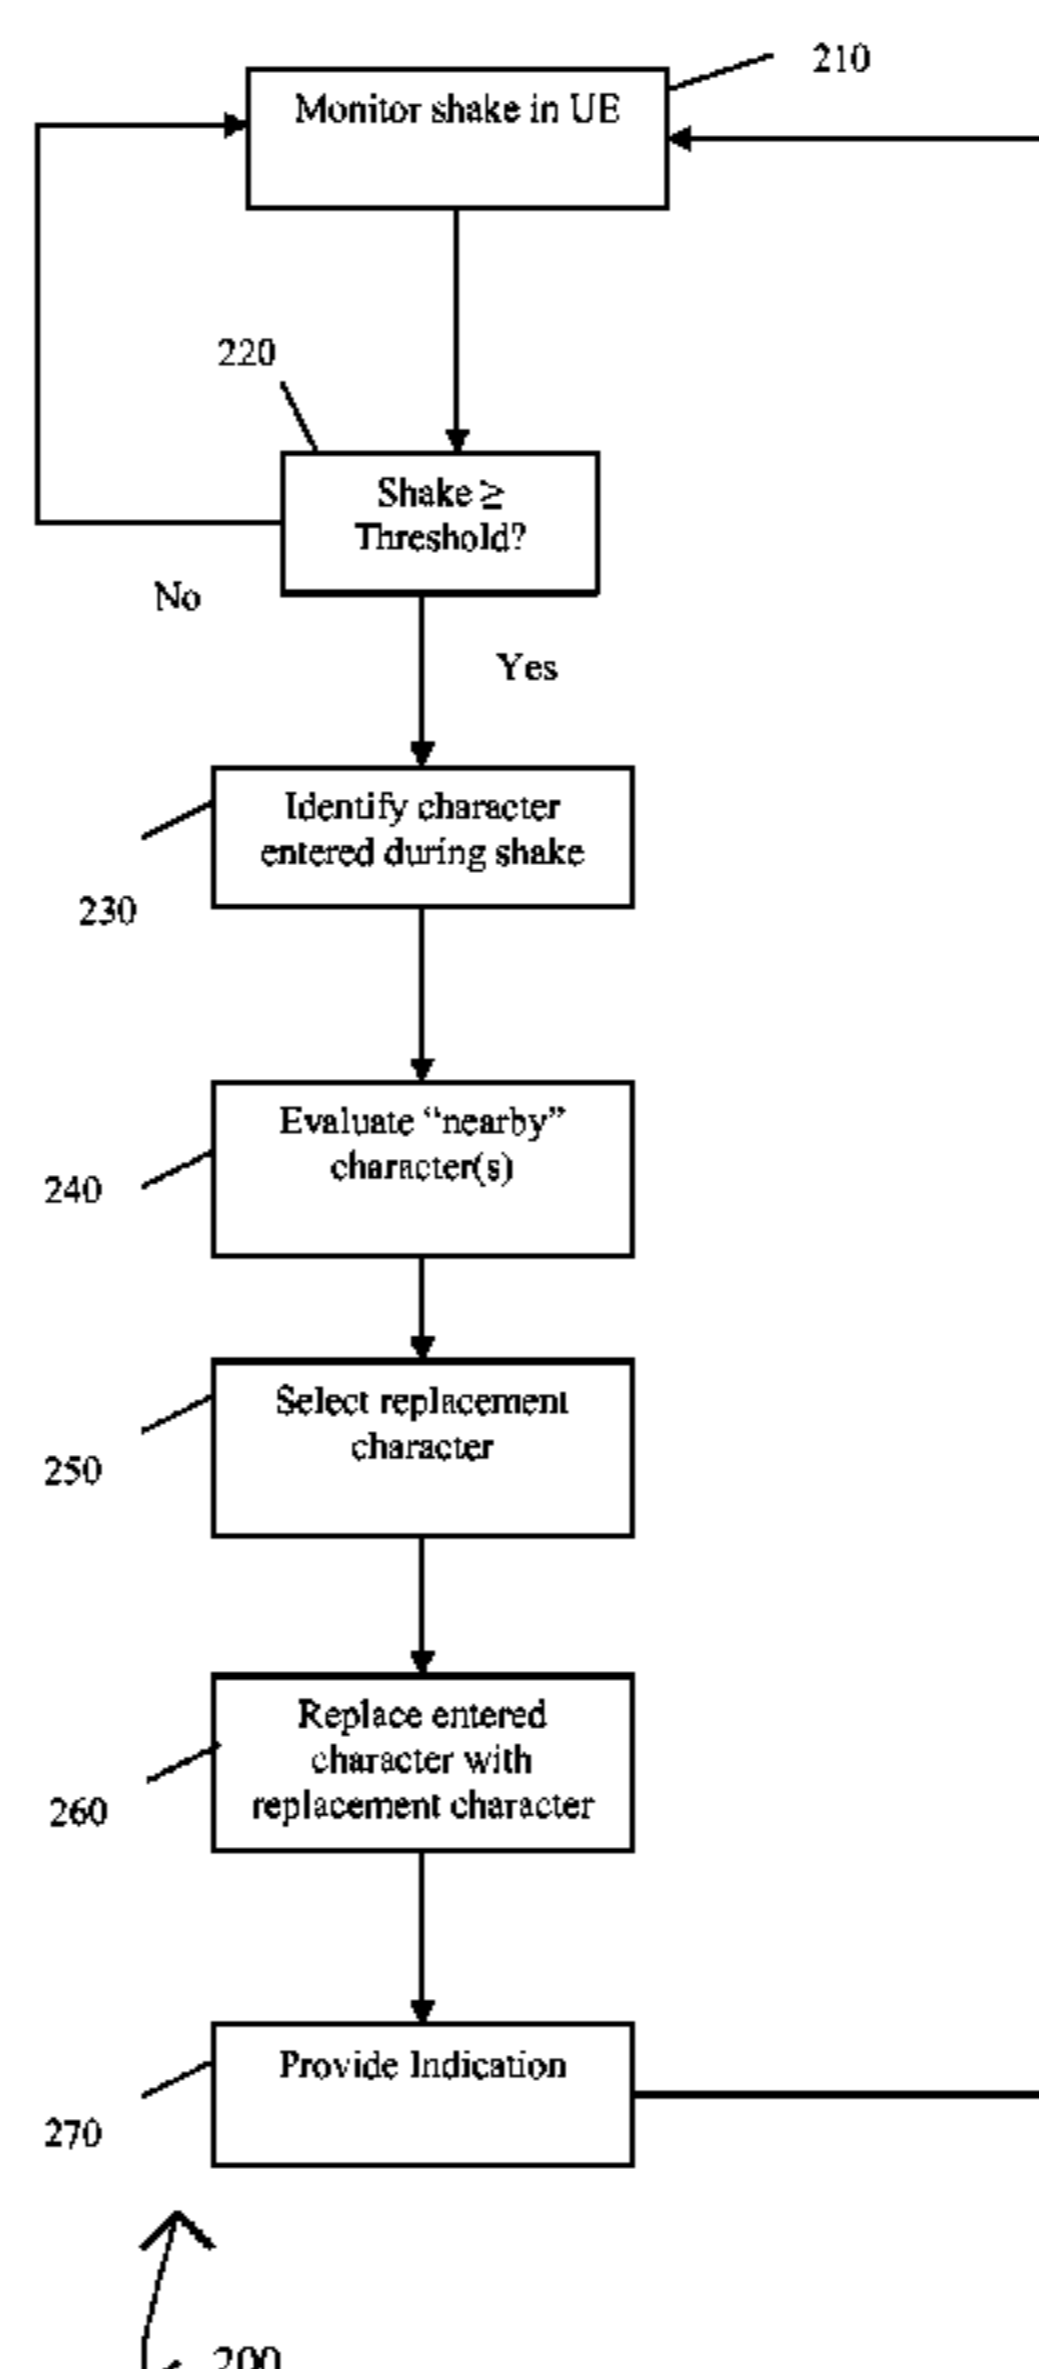 210
Monitor shake in UE
220
Shake ≥
Threshold?
No
Yes
Identify character
entered during shake
230
Evaluate “nearby”
character(s)
240
Select replacement
character
250
Replace entered
character with
replacement character
260
Provide Indication
270
200